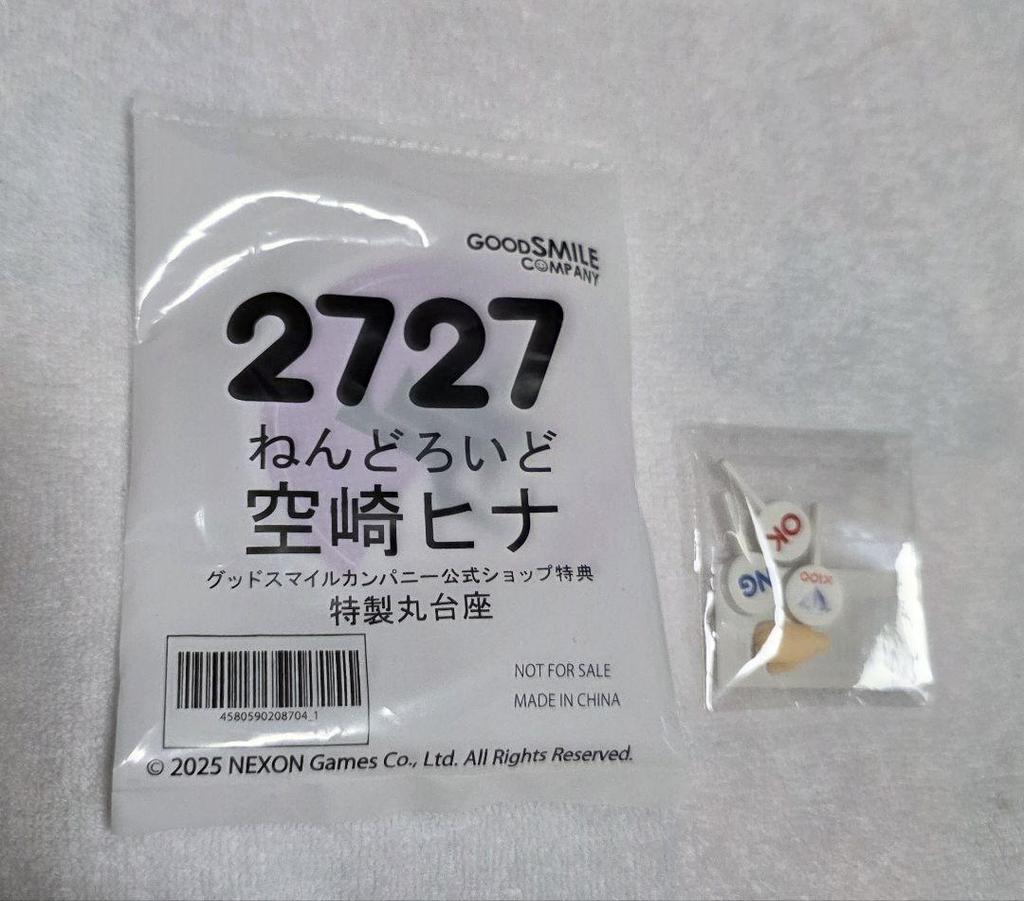 GOODSMILE
COMPANY
2727
ねんどろいど
空崎ヒナ
グッドスマイルカンパニー公式ショップ特典
特製丸台座
4580590208704_1
NOT FOR SALE
MADE IN CHINA
© 2025 NEXON Games Co., Ltd. All Rights Reserved.
OK
NG
×100